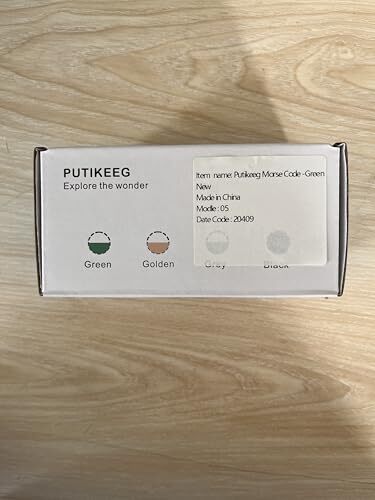 PUTIKEEG
Explore the wonder
Item name: Putikeeg Morse Code -Green
New
Made in China
Modle : 05
Date Code : 20409
Green
Golden
Grey
Black